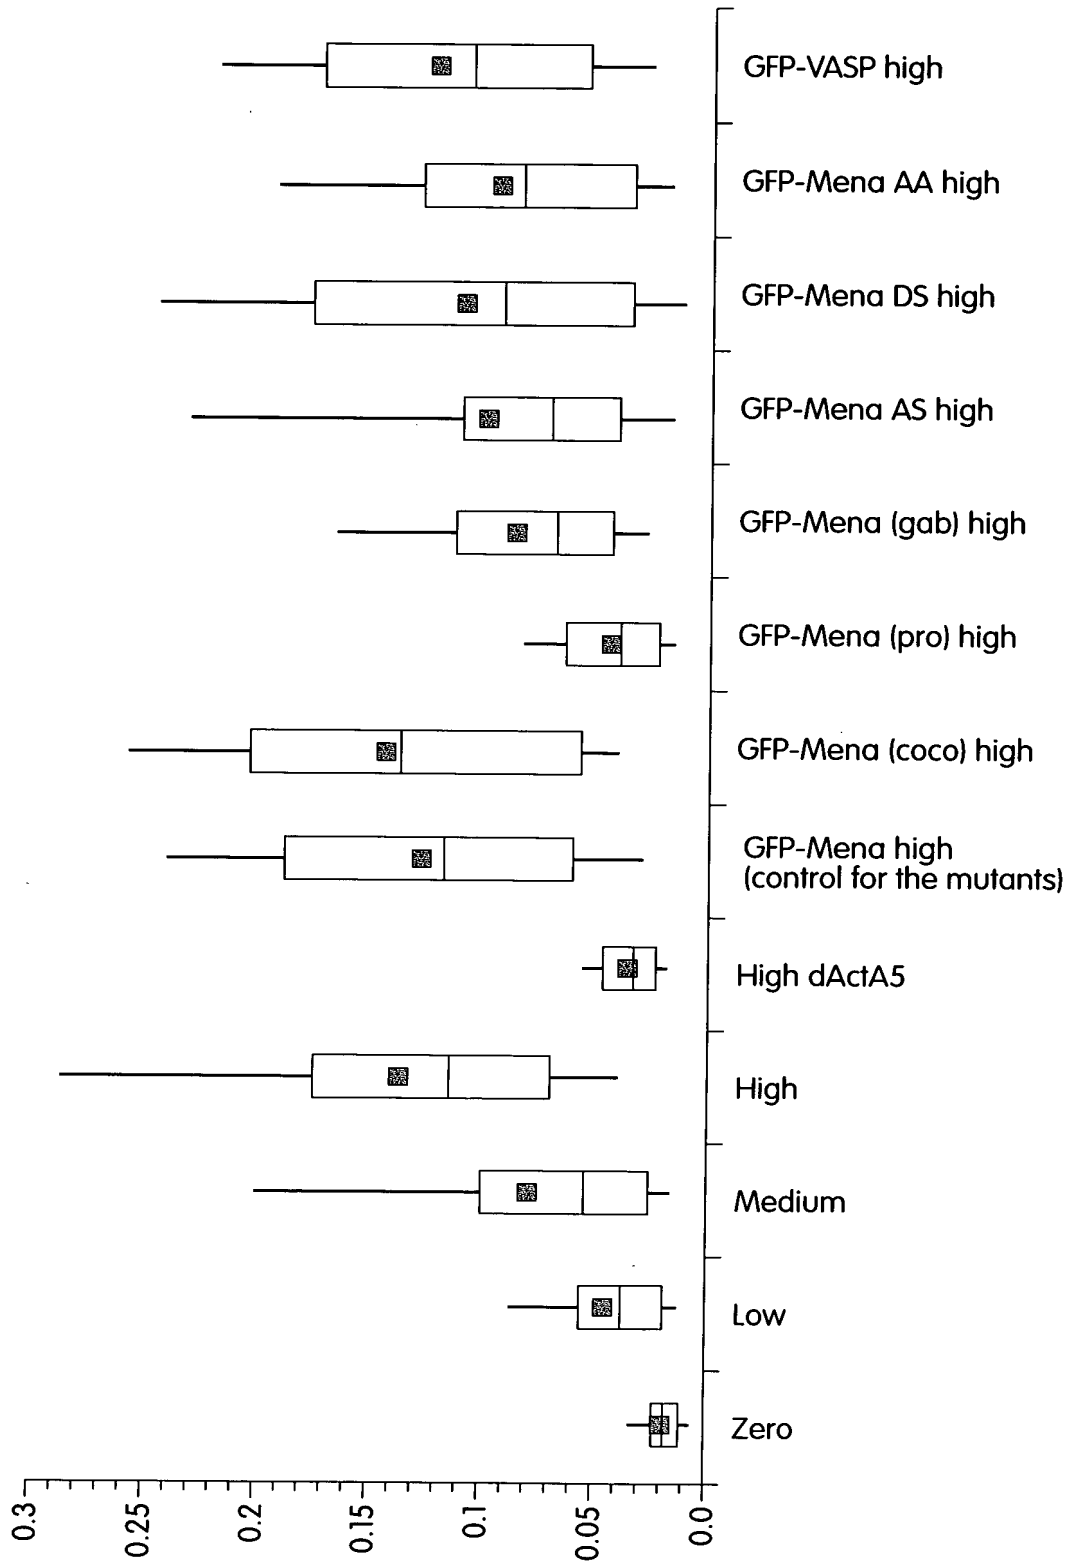 GFP-VASP high
GFP-Mena AA high
GFP-Mena DS high
GFP-Mena AS high
GFP-Mena (gab) high
GFP-Mena (pro) high
GFP-Mena (coco) high
GFP-Mena high
(control for the mutants)
High dActA5
High
Medium
Low
Zero
0.3
0.25
0.2
0.15
0.1
0.05
0.0